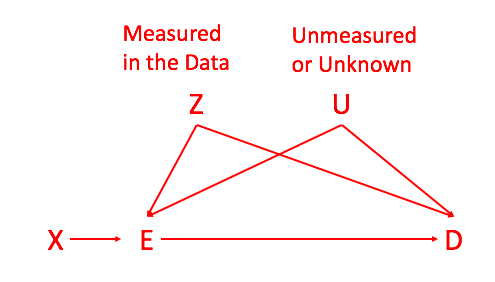 Measured
in the Data
Unmeasured
or Unknown
Z
U
X
E
D